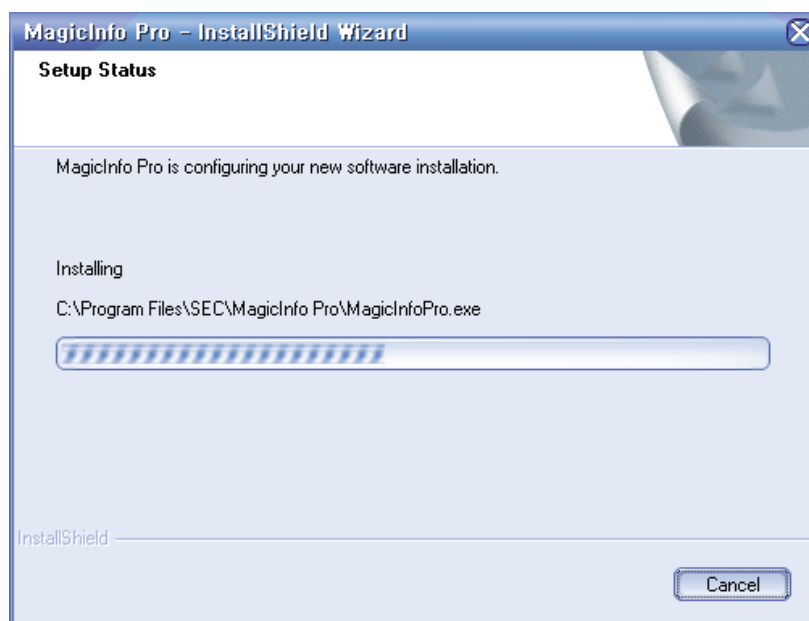 MagicInfo Pro - InstallShield Wizard
Setup Status
MagicInfo Pro is configuring your new software installation.
Installing
C:\Program Files\SEC\MagicInfo Pro\MagicInfoPro.exe
InstallShield
Cancel